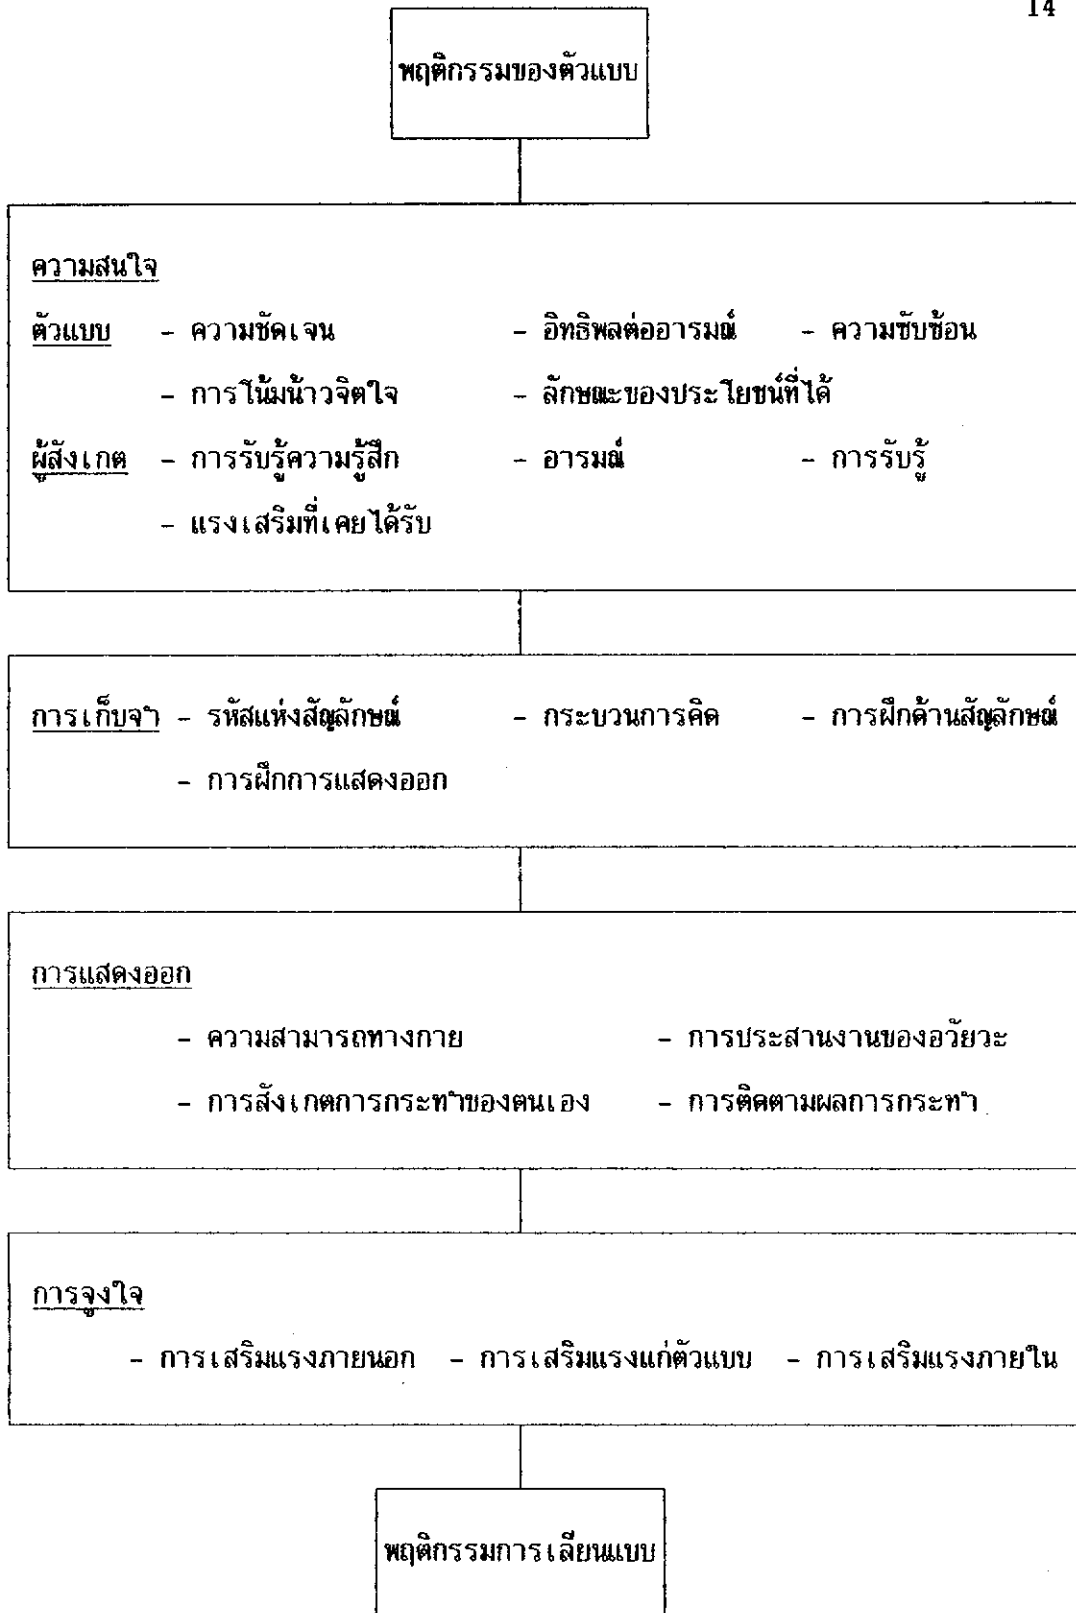 14
พฤติกรรมของตัวแบบ
ความสนใจ
ตัวแบบ - ความชัดเจน - อิทธิพลต่ออารมณ์ - ความซับซ้อน
- การโน้มน้าวจิตใจ - ลักษณะของประโยชน์ที่ได้
ผู้สังเกต - การรับรู้ความรู้สึก - อารมณ์ - การรับรู้
- แรงเสริมที่เคยได้รับ
การเก็บจำ - รหัสแห่งสัญลักษณ์ - กระบวนการคิด - การฝึกด้านสัญลักษณ์
- การฝึกการแสดงออก
การแสดงออก
- ความสามารถทางกาย - การประสานงานของอวัยวะ
- การสังเกตการกระทำของตนเอง - การติดตามผลการกระทำ
การจูงใจ
- การเสริมแรงภายนอก - การเสริมแรงแก่ตัวแบบ - การเสริมแรงภายใน
พฤติกรรมการเลียนแบบ